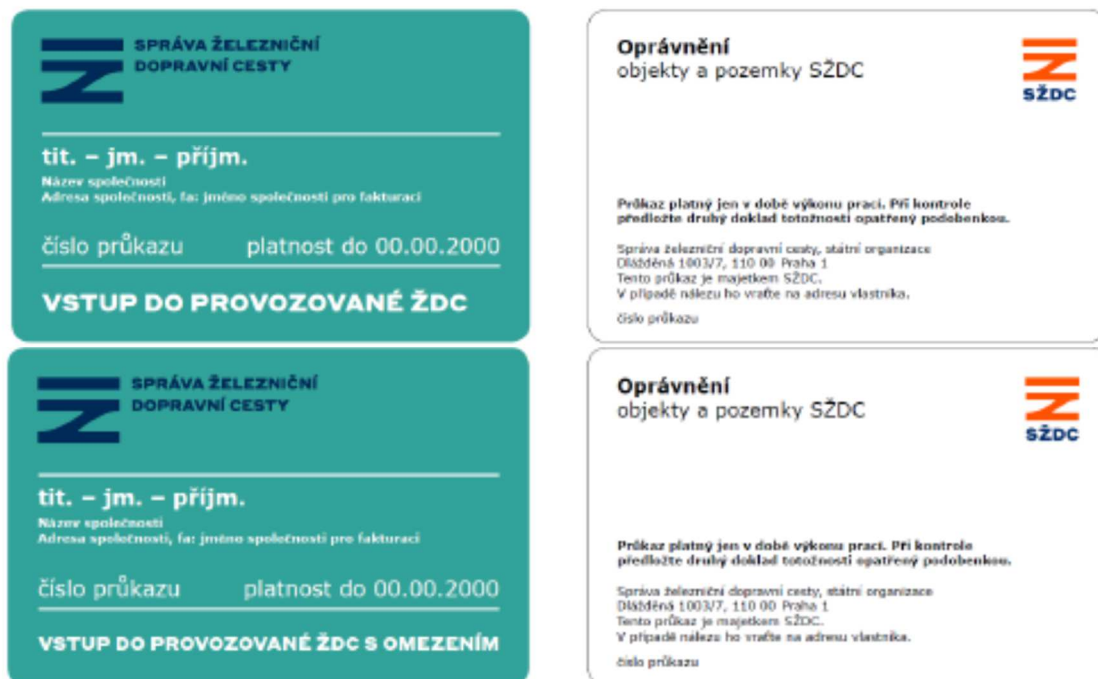 SPRÁVA ŽELEZNIČNÍ
DOPRAVNÍ CESTY
tit. – jm. – příjm.
Název společnosti
Adresa společnosti, fa: jméno společnosti pro fakturaci
číslo průkazu platnost do 00.00.2000
VSTUP DO PROVOZOVANÉ ŽDC
Oprávnění
objekty a pozemky SŽDC
SŽDC
Průkaz platný jen v době výkonu prací. Při kontrole
předložte druhý doklad totožnosti opatřený podobenkou.
Správa železniční dopravní cesty, státní organizace
Dlážděná 1003/7, 110 00 Praha 1
Tento průkaz je majetkem SŽDC.
V případě nálezu ho vraťte na adresu vlastníka.
číslo průkazu
SPRÁVA ŽELEZNIČNÍ
DOPRAVNÍ CESTY
tit. – jm. – příjm.
Název společnosti
Adresa společnosti, fa: jméno společnosti pro fakturaci
číslo průkazu platnost do 00.00.2000
VSTUP DO PROVOZOVANÉ ŽDC S OMEZENÍM
Oprávnění
objekty a pozemky SŽDC
SŽDC
Průkaz platný jen v době výkonu prací. Při kontrole
předložte druhý doklad totožnosti opatřený podobenkou.
Správa železniční dopravní cesty, státní organizace
Dlážděná 1003/7, 110 00 Praha 1
Tento průkaz je majetkem SŽDC.
V případě nálezu ho vraťte na adresu vlastníka.
číslo průkazu